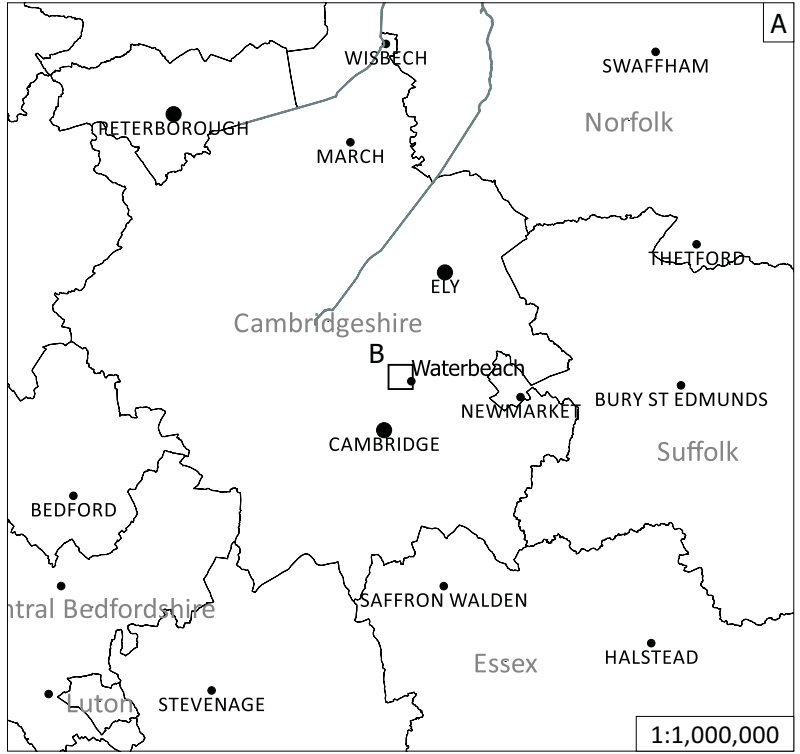 A
WISBECH
SWAFFHAM
PETERBOROUGH
Norfolk
MARCH
THETFORD
ELY
Cambridgeshire
B
Waterbeach
BURY ST EDMUNDS
NEWMARKET
CAMBRIDGE
Suffolk
BEDFORD
SAFFRON WALDEN
ntral Bedfordshire
HALSTEAD
Essex
Luton
STEVENAGE
1:1,000,000